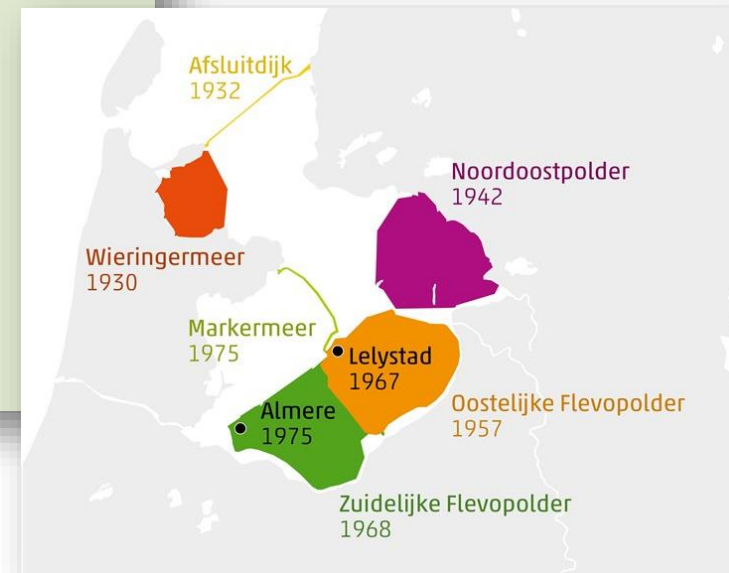 Afsluitdijk
1932
Noordoostpolder
1942
Wieringermeer
1930
Markermeer
1975
Lelystad
1967
Almere
1975
Oostelijke Flevopolder
1957
Zuidelijke Flevopolder
1968